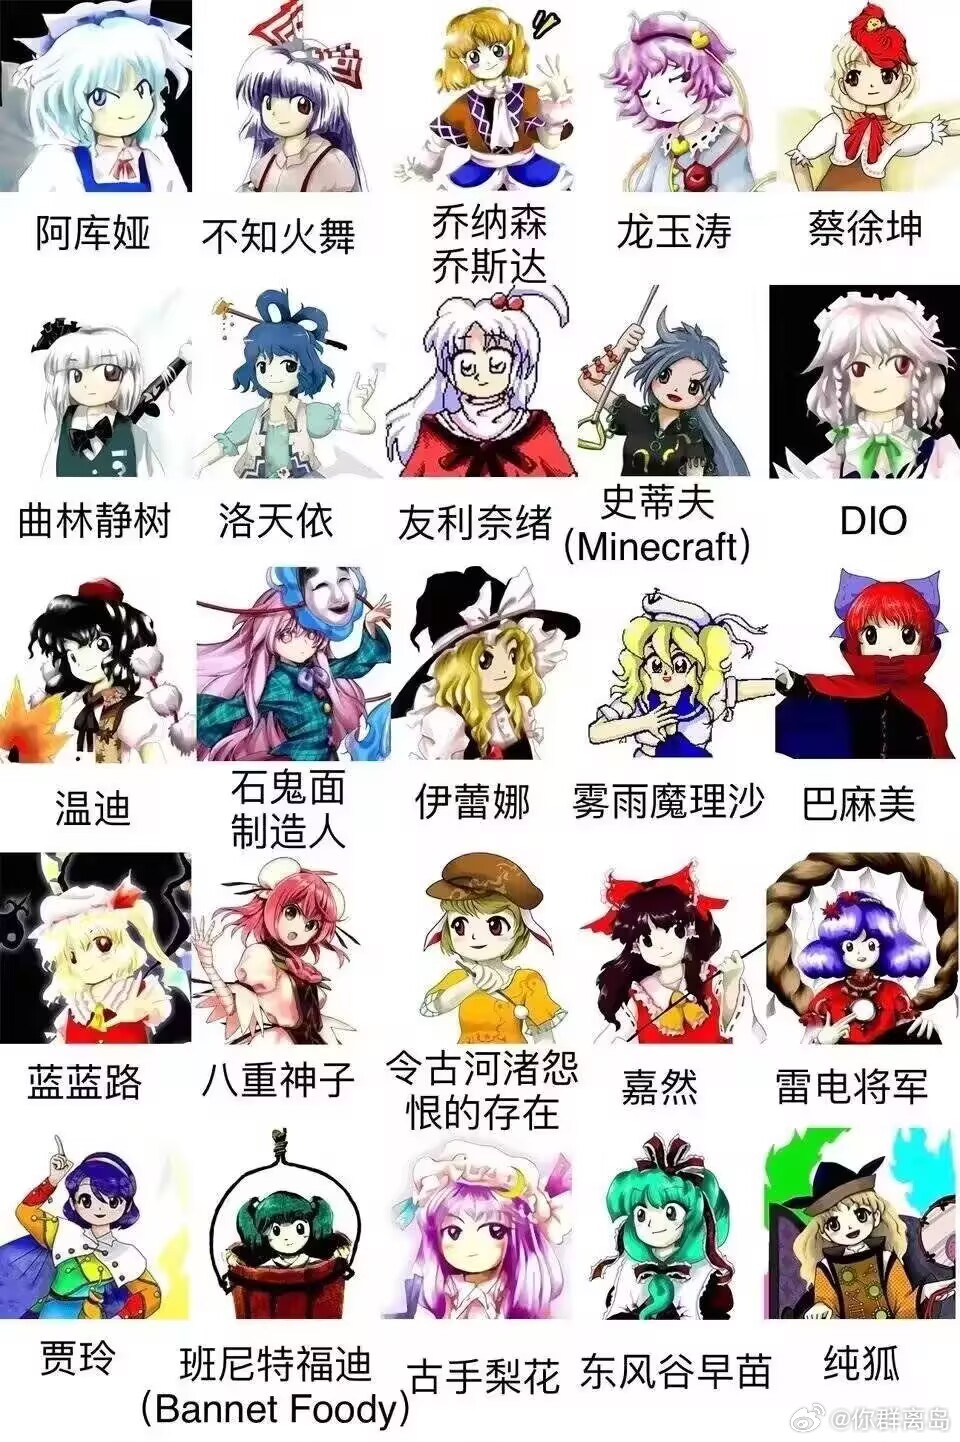 阿库娅
不知火舞
乔纳森
乔斯达
龙玉涛
蔡徐坤
曲林静树
洛天依
友利奈绪
史蒂夫
(Minecraft)
DIO
温迪
石鬼面
制造人
伊蕾娜
雾雨魔理沙
巴麻美
蓝蓝路
八重神子
令古河渚怨
恨的存在
嘉然
雷电将军
贾玲
班尼特福迪
(Bannet Foody)
古手梨花
东风谷早苗
纯狐
@你群离岛